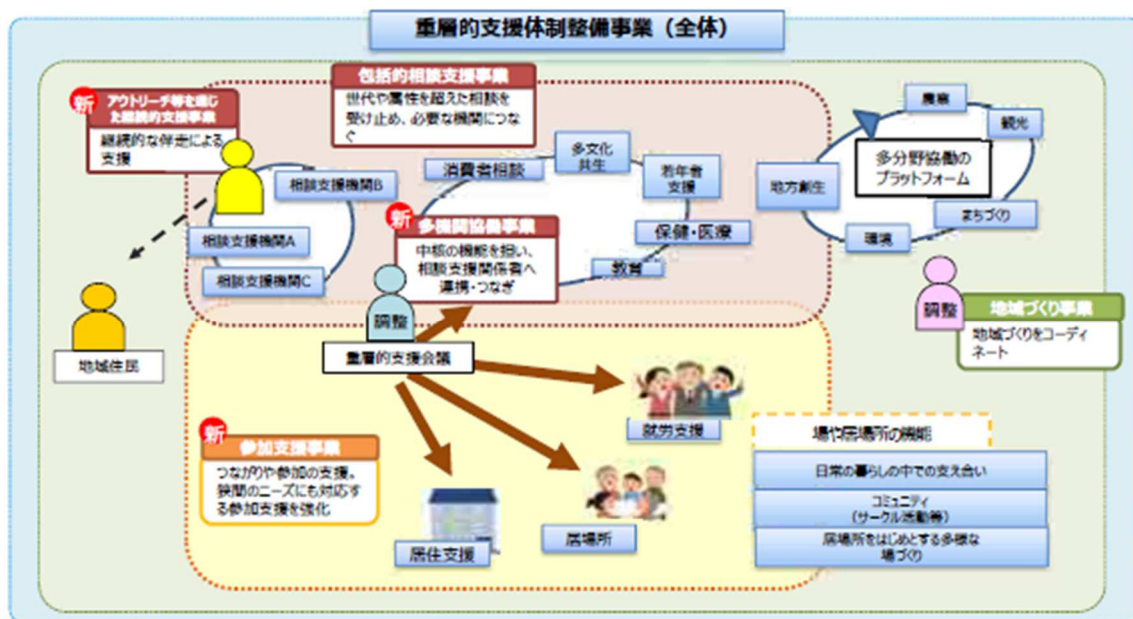 重層的支援体制整備事業（全体）
新
アウトリーチ等を通じ
た継続的支援事業
継続的な伴走による
支援
包括的相談支援事業
世代や属性を超えた相談を
受け止め、必要な機関につな
ぐ
相談支援機関B
相談支援機関A
相談支援機関C
消費者相談
多文化
共生
若年者
支援
保健・医療
教育
新
多機関協働事業
中核の機能を担い、
相談支援関係者へ
連携・つなぎ
農業
観光
多分野協働の
プラットフォーム
地方創生
まちづくり
環境
調整
地域づくり事業
地域づくりをコーディ
ネート
地域住民
調整
重層的支援会議
新
参加支援事業
つながりや参加の支援。
狭間のニーズにも対応す
る参加支援を強化
就労支援
居場所
居住支援
場や居場所の機能
日常の暮らしの中での支え合い
コミュニティ
（サークル活動等）
居場所をはじめとする多様な
場づくり